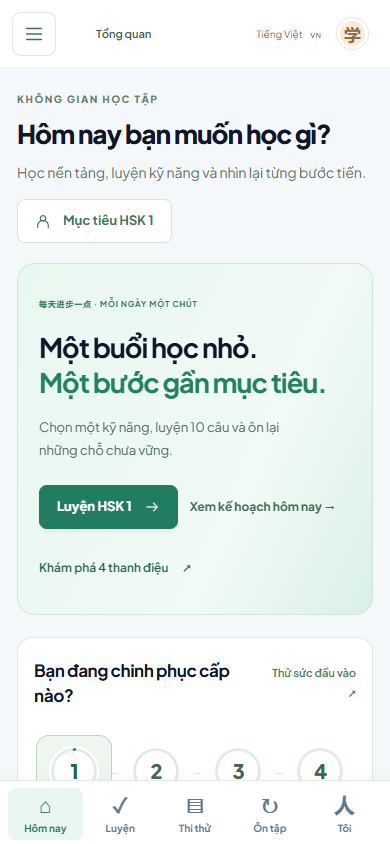 Tổng quan
Tiếng Việt VN
学
KHÔNG GIAN HỌC TẬP
Hôm nay bạn muốn học gì?
Học nền tảng, luyện kỹ năng và nhìn lại từng bước tiến.
Mục tiêu HSK 1
每天进步一点 · MỖI NGÀY MỘT CHÚT
Một buổi học nhỏ.
Một bước gần mục tiêu.
Chọn một kỹ năng, luyện 10 câu và ôn lại
những chỗ chưa vững.
Luyện HSK 1 →
Xem kế hoạch hôm nay →
Khám phá 4 thanh điệu ↗
Bạn đang chinh phục cấp
nào?
Thử sức đầu vào
↗
1 2 3 4
Hôm nay
Luyện
Thi thử
Ôn tập
人
Tôi